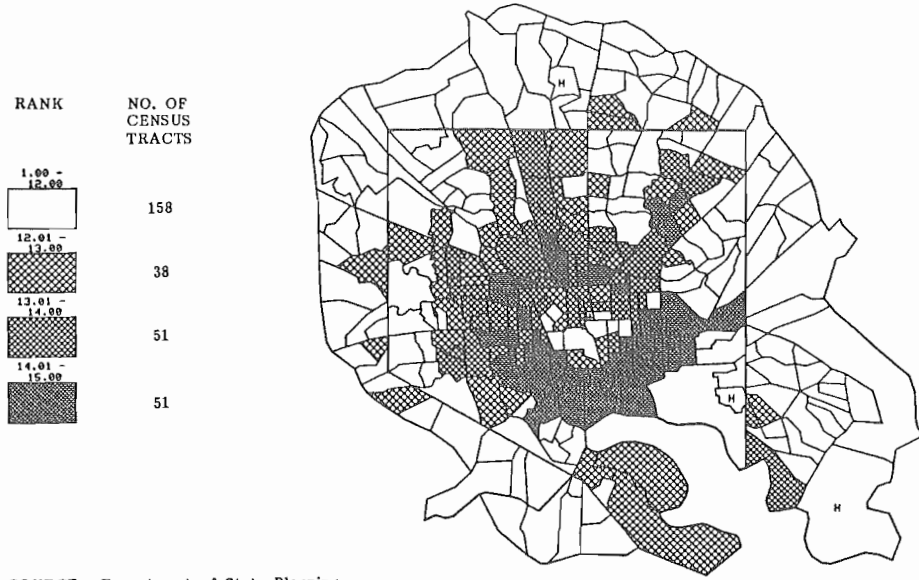 RANK
NO. OF
CENSUS
TRACTS
1.00 -
12.00
158
12.01 -
13.00
38
13.01 -
14.00
51
14.01 -
15.00
51
H
H
H